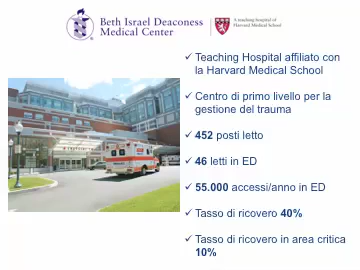 Beth Israel Deaconess
Medical Center
A teaching hospital of
Harvard Medical School
✓ Teaching Hospital affiliato con
la Harvard Medical School
✓ Centro di primo livello per la
gestione del trauma
✓ 452 posti letto
✓ 46 letti in ED
✓ 55.000 accessi/anno in ED
✓ Tasso di ricovero 40%
✓ Tasso di ricovero in area critica
10%